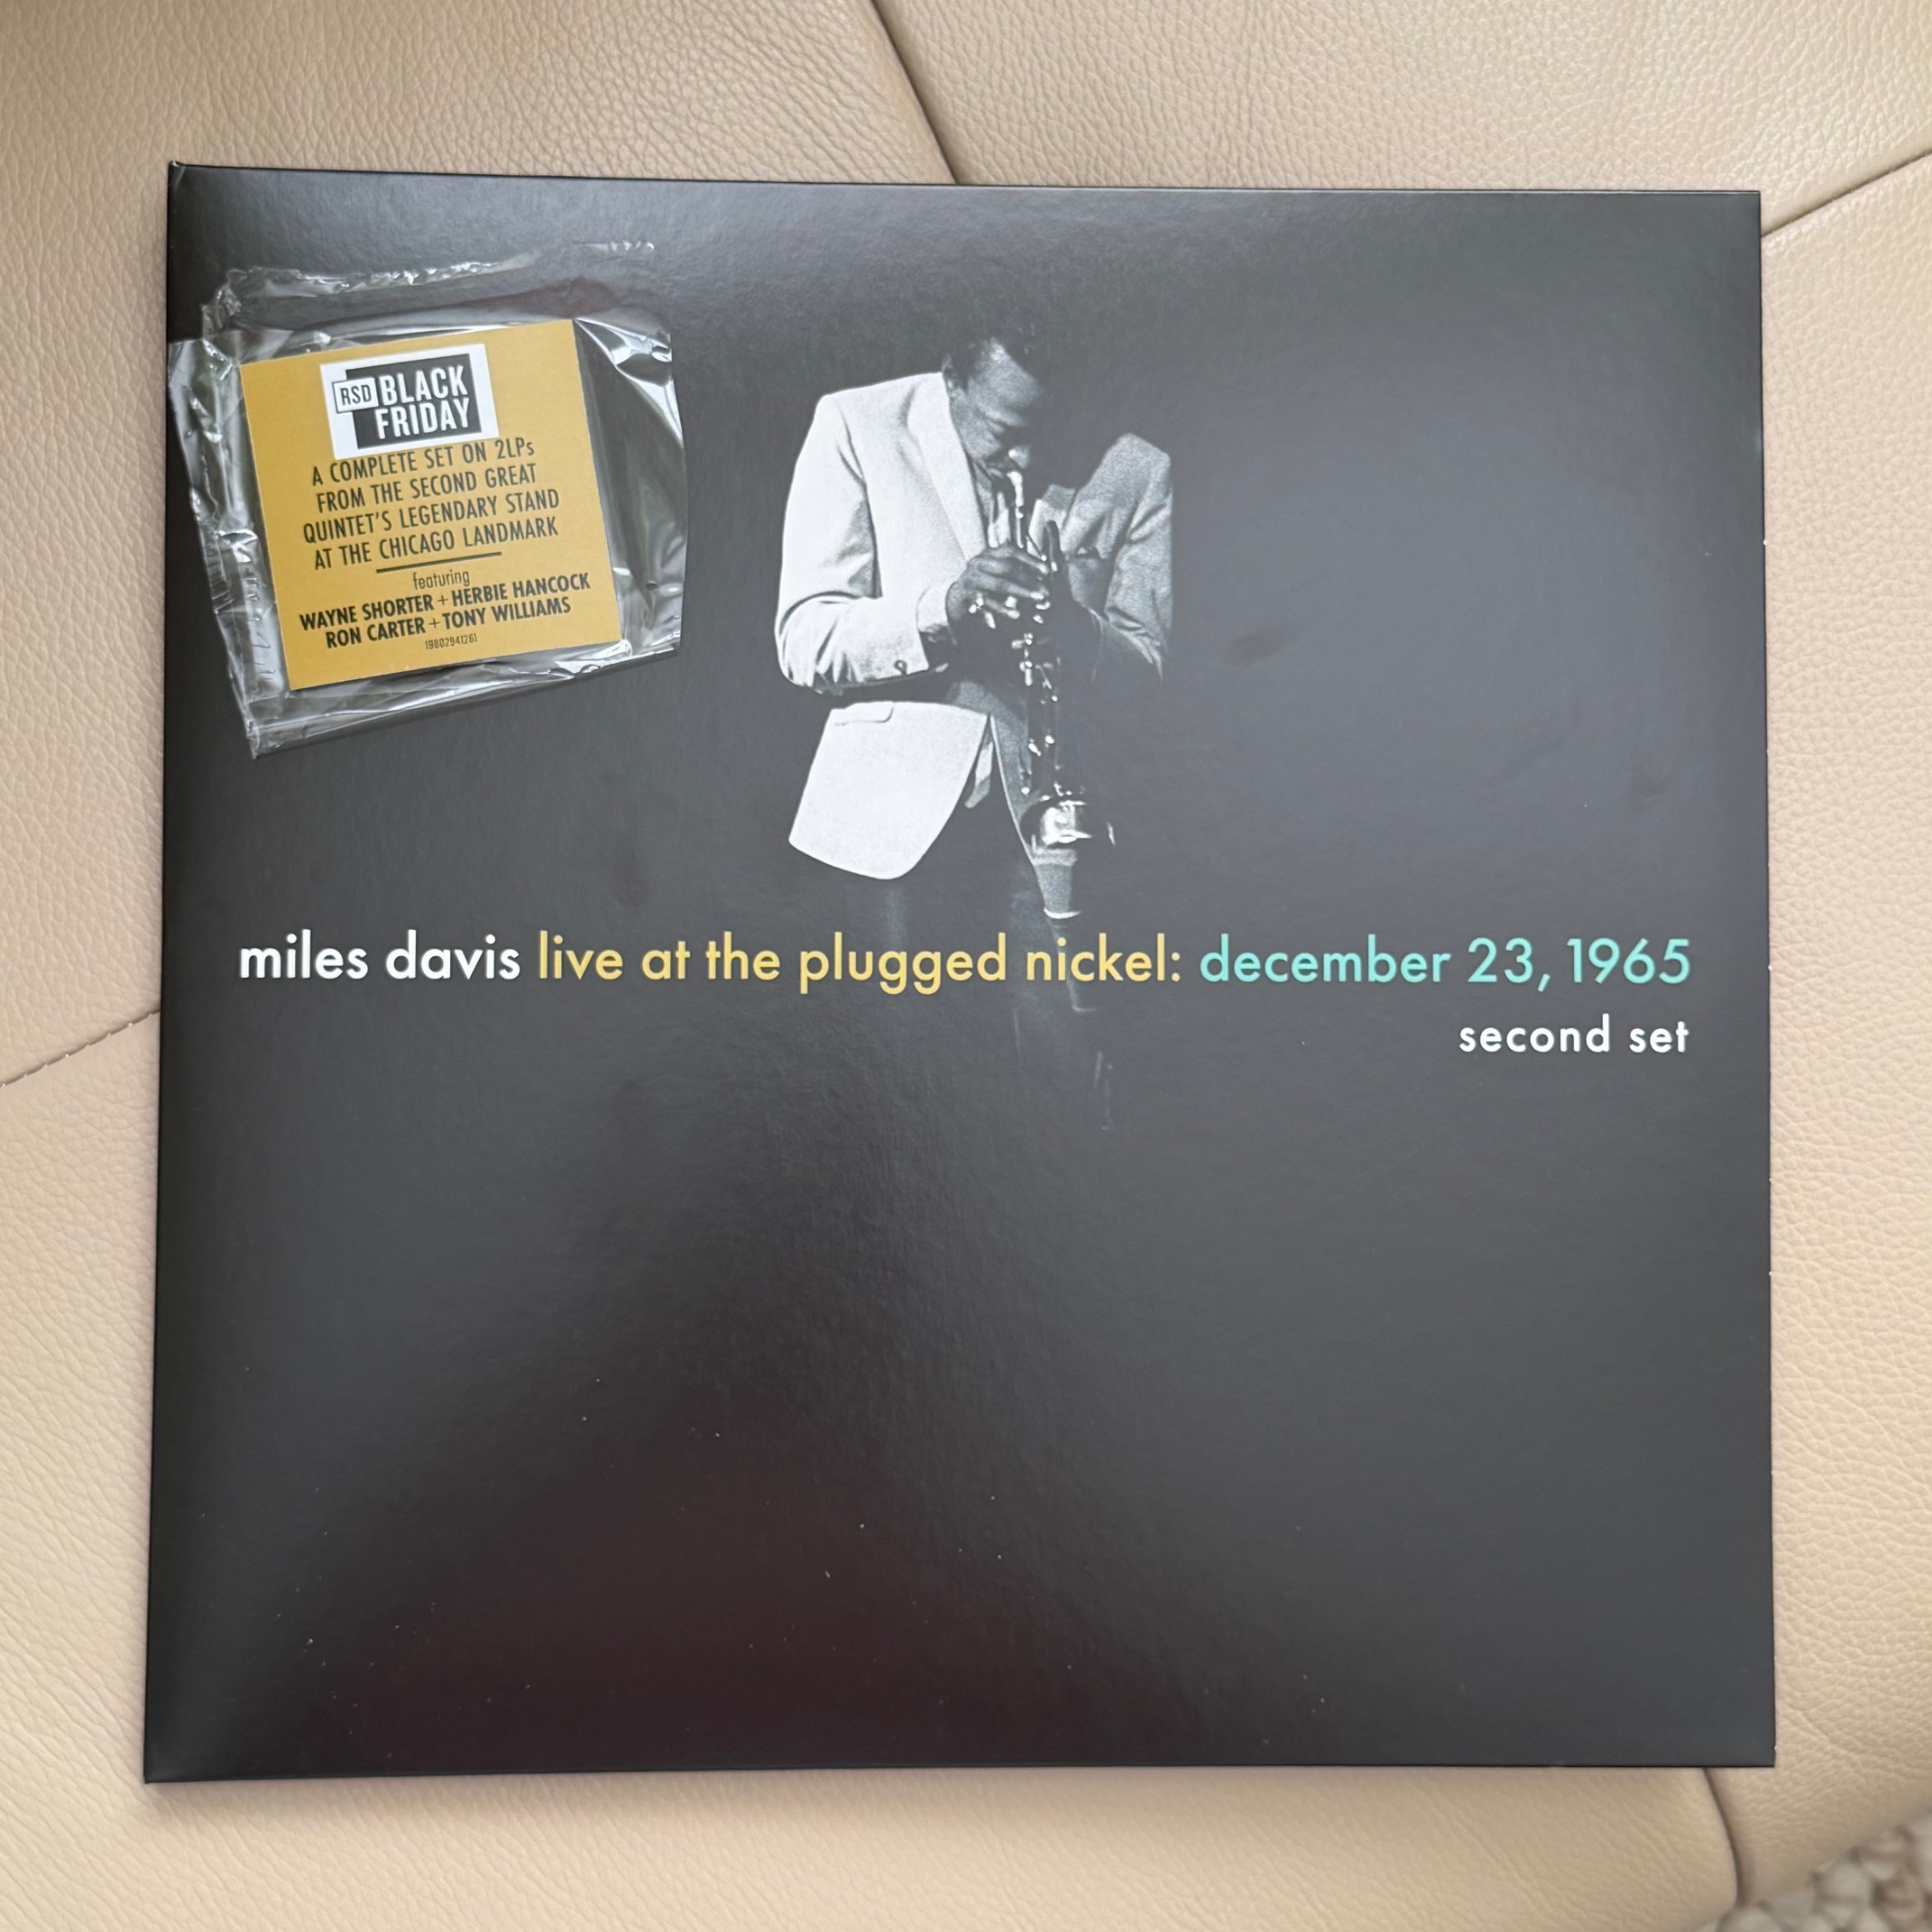 RSD BLACK
FRIDAY
A COMPLETE SET ON 2LPs
FROM THE SECOND GREAT
QUINTET'S LEGENDARY STAND
AT THE CHICAGO LANDMARK
featuring
WAYNE SHORTER + HERBIE HANCOCK
RON CARTER + TONY WILLIAMS
19802941261
miles davis live at the plugged nickel: december 23, 1965
second set